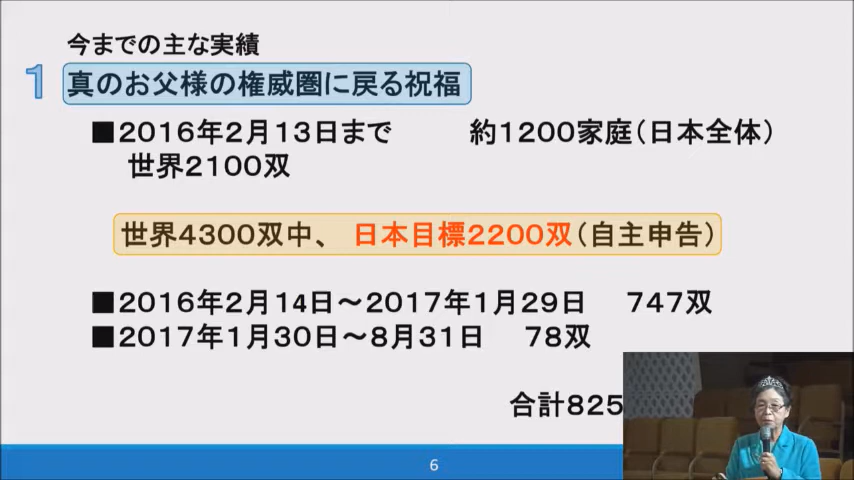 今までの主な実績
1 真のお父様の権威圏に戻る祝福
■2016年2月13日まで 約1200家庭(日本全体)
世界2100双
世界4300双中、日本目標2200双(自主申告)
■2016年2月14日～2017年1月29日 747双
■2017年1月30日～8月31日 78双
合計825
6